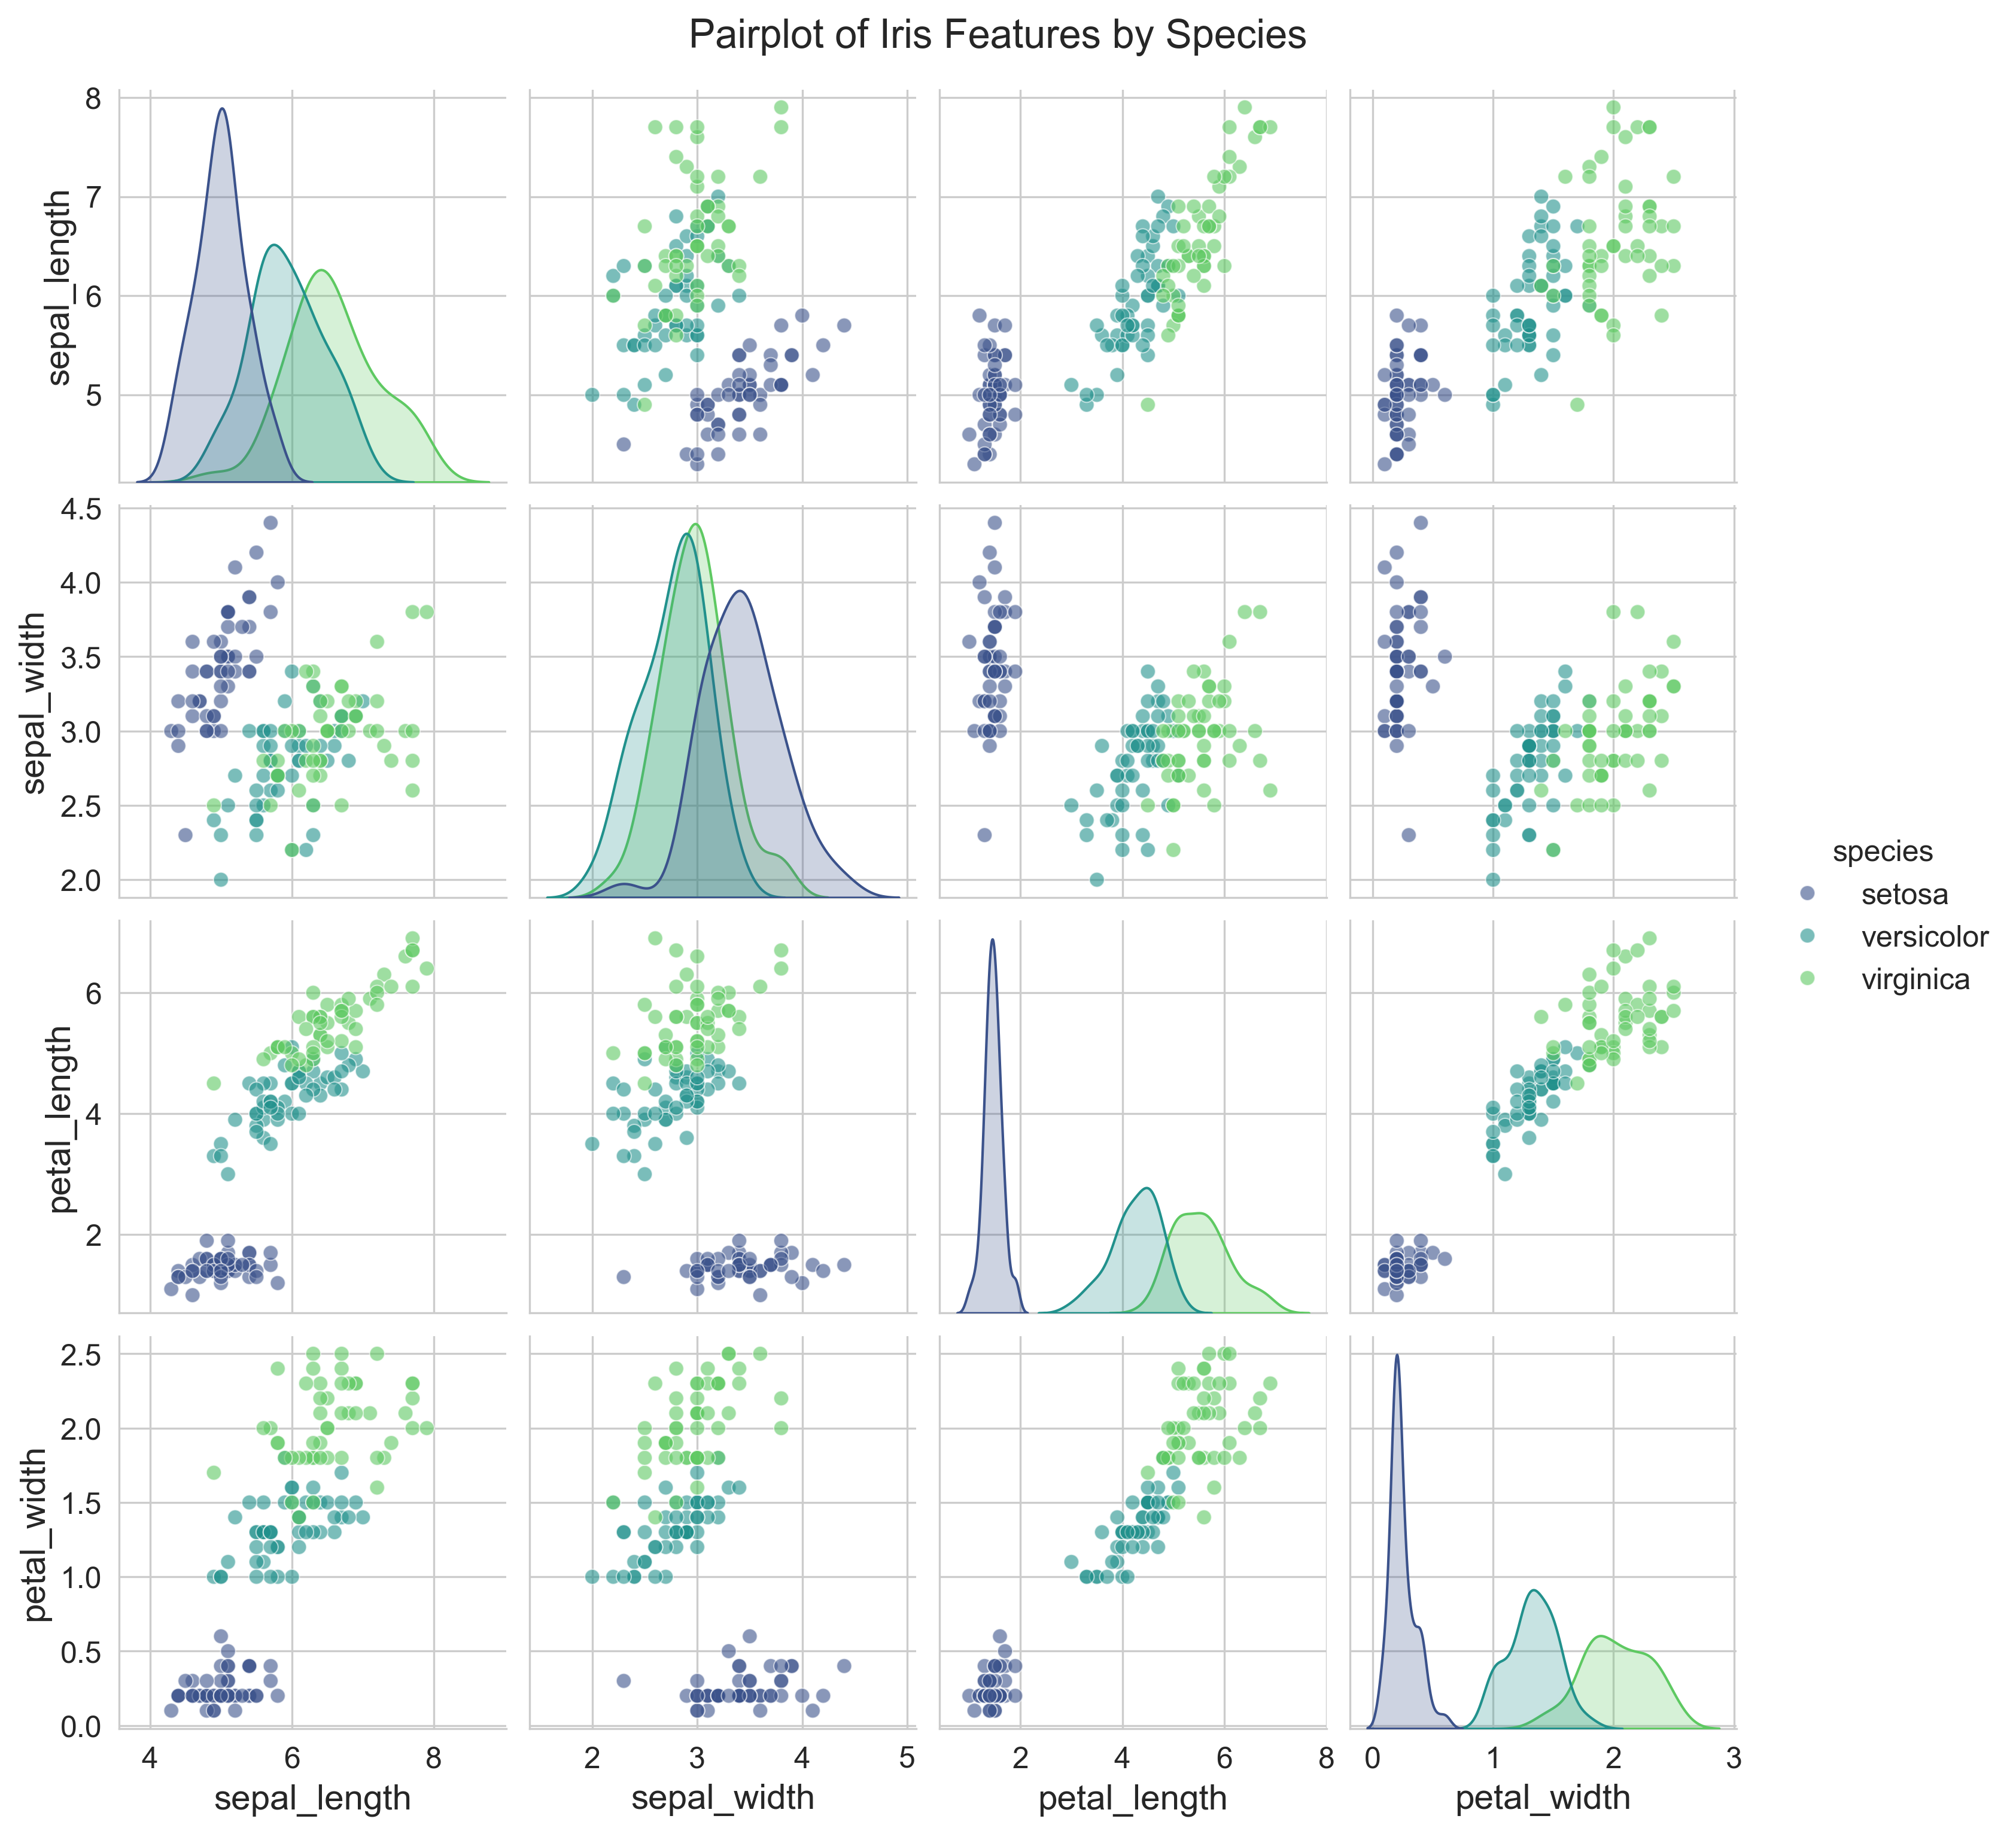 Pairplot of Iris Features by Species
8
7
6
5
sepal_length
4.5
4.0
3.5
3.0
2.5
2.0
sepal_width
6
4
2
petal_length
2.5
2.0
1.5
1.0
0.5
0.0
petal_width
4 6 8
sepal_length
2 3 4 5
sepal_width
2 4 6 8
petal_length
0 1 2 3
petal_width
species
setosa
versicolor
virginica